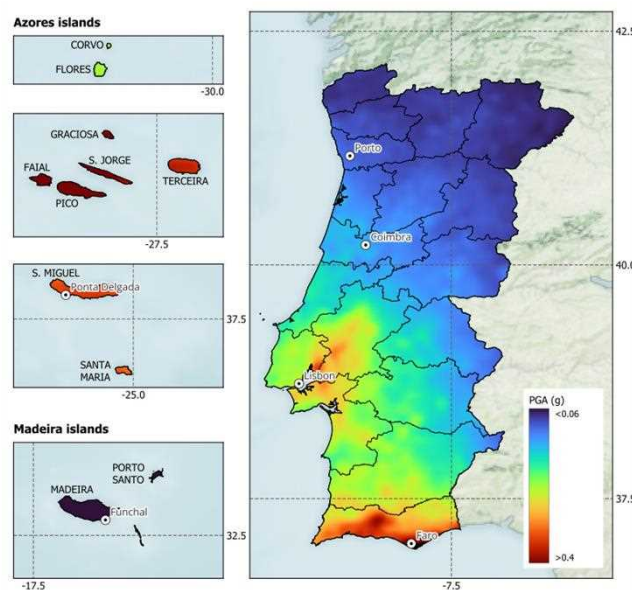 Azores islands
CORVO
FLORES
-30.0
GRACIOSA
S. JORGE
FAIAL
PICO
TERCEIRA
-27.5
S. MIGUEL
Ponta Delgada
37.5
SANTA
MARIA
-25.0
Madeira islands
PORTO
SANTO
MADEIRA
Funchal
32.5
-17.5
42.5
Porto
Coimbra
40.0
Lisbon
PGA (g)
<0.06
>0.4
37.5
Faro
-7.5